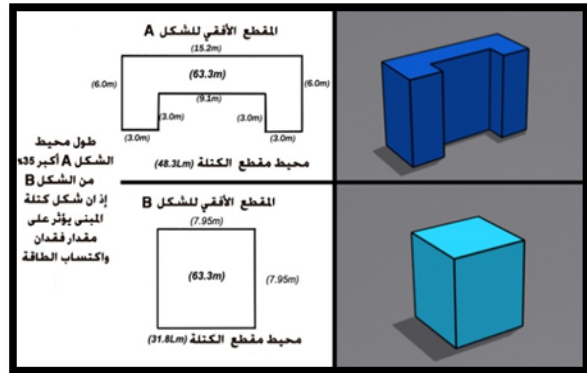 المقطع الأفقي للشكل A
(15.2m)
(6.0m)
(63.3m)
(6.0m)
(9.1m)
(3.0m)
(3.0m)
(3.0m)
(3.0m)
محيط مقطع الكتلة (48.3Lm)
طول محيط
الشكل A أكبر 35%
من الشكل B
إذ ان شكل كتلة
المبنى يؤثر على
مقدار فقدان
واكتساب الطاقة
المقطع الأفقي للشكل B
(7.95m)
(63.3m)
(7.95m)
محيط مقطع الكتلة (31.8Lm)